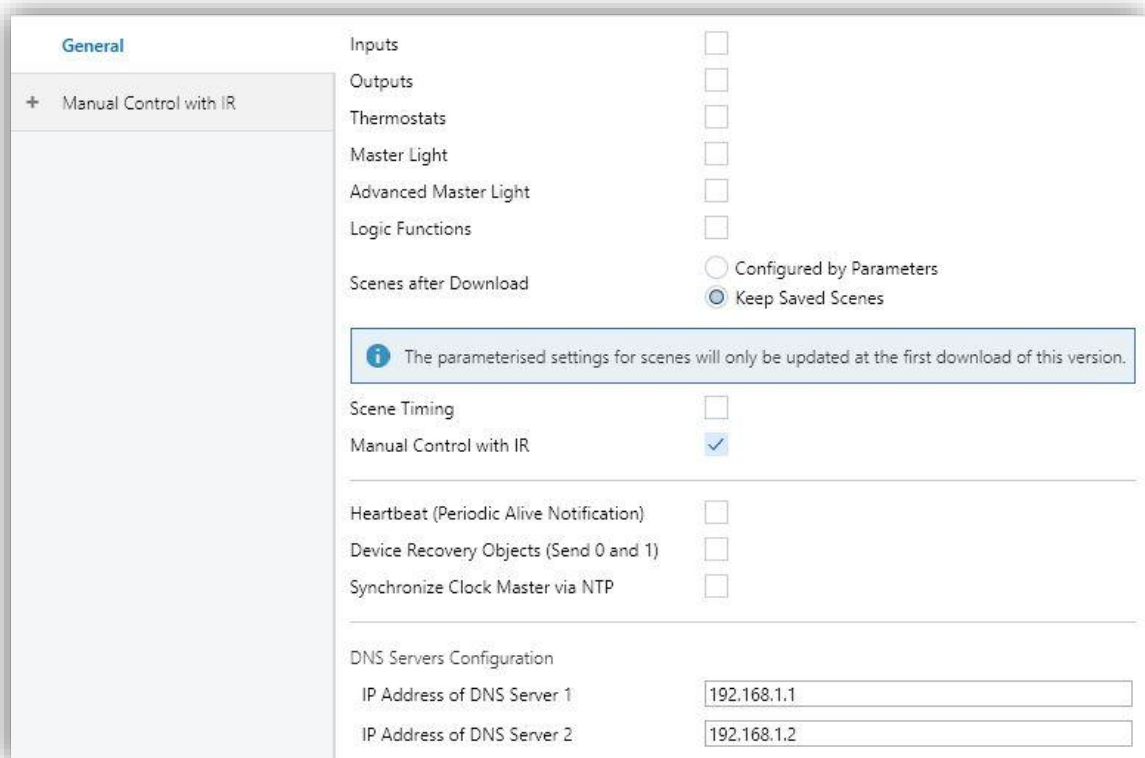 General
+ Manual Control with IR
Inputs
Outputs
Thermostats
Master Light
Advanced Master Light
Logic Functions
Scenes after Download
Configured by Parameters
Keep Saved Scenes
The parameterised settings for scenes will only be updated at the first download of this version.
Scene Timing
Manual Control with IR
Heartbeat (Periodic Alive Notification)
Device Recovery Objects (Send 0 and 1)
Synchronize Clock Master via NTP
DNS Servers Configuration
IP Address of DNS Server 1 192.168.1.1
IP Address of DNS Server 2 192.168.1.2